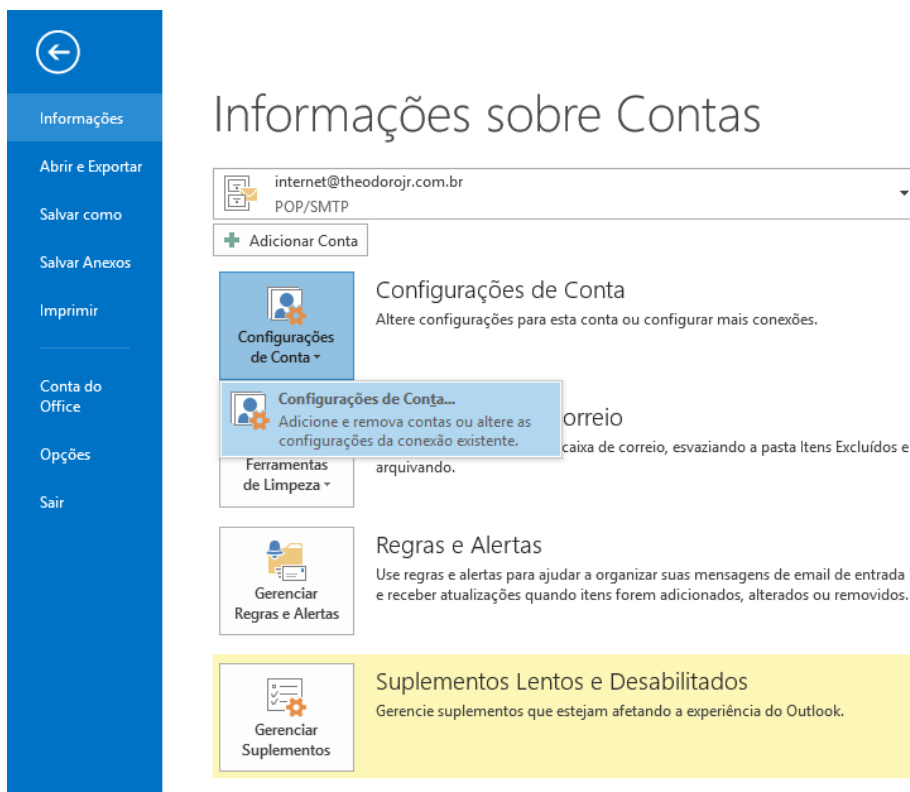 Informações
Abrir e Exportar
Salvar como
Salvar Anexos
Imprimir
Conta do
Office
Opções
Sair
Informações sobre Contas
internet@theodorojr.com.br
POP/SMTP
Adicionar Conta
Configurações
de Conta
Configurações de Conta
Altere configurações para esta conta ou configurar mais conexões.
Configurações de Conta...
Adicione e remova contas ou altere as
configurações da conexão existente.
orreio
caixa de correio, esvaziando a pasta Itens Excluídos e
arquivando.
Ferramentas
de Limpeza
Gerenciar
Regras e Alertas
Regras e Alertas
Use regras e alertas para ajudar a organizar suas mensagens de email de entrada
e receber atualizações quando itens forem adicionados, alterados ou removidos.
Gerenciar
Suplementos
Suplementos Lentos e Desabilitados
Gerencie suplementos que estejam afetando a experiência do Outlook.